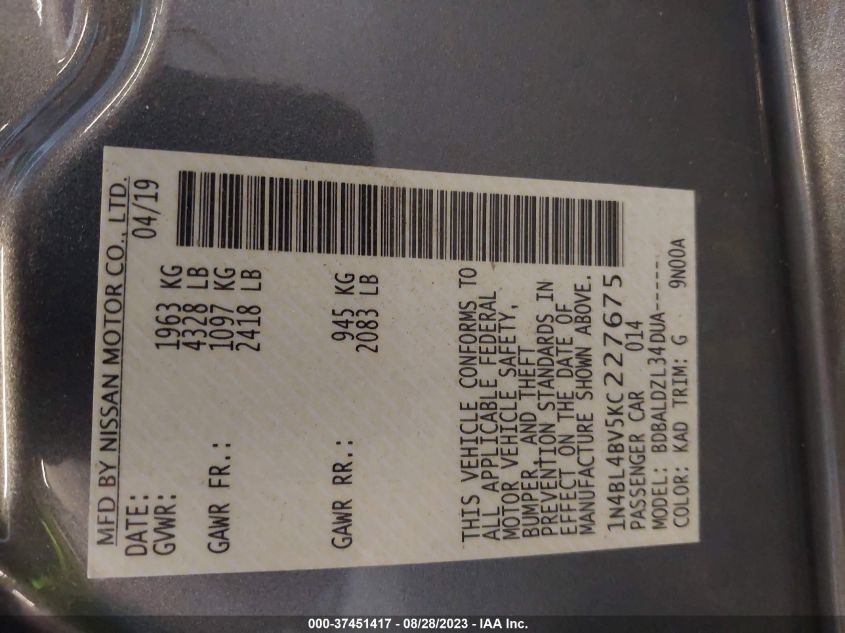 MFD BY NISSAN MOTOR CO., LTD.
DATE: 04/19
GVWR: 1963 KG
4328 LB
GAWR FR.: 1097 KG
2418 LB
GAWR RR.: 945 KG
2083 LB
THIS VEHICLE CONFORMS TO
ALL APPLICABLE FEDERAL
MOTOR VEHICLE SAFETY,
BUMPER, AND THEFT
PREVENTION STANDARDS IN
EFFECT ON THE DATE OF
MANUFACTURE SHOWN ABOVE.
1N4BL4BV5KC227675
PASSENGER CAR 014
MODEL: BDBALDZL34DUA-----
COLOR: KAD TRIM: G 9N00A
000-37451417 - 08/28/2023 - IAA Inc.